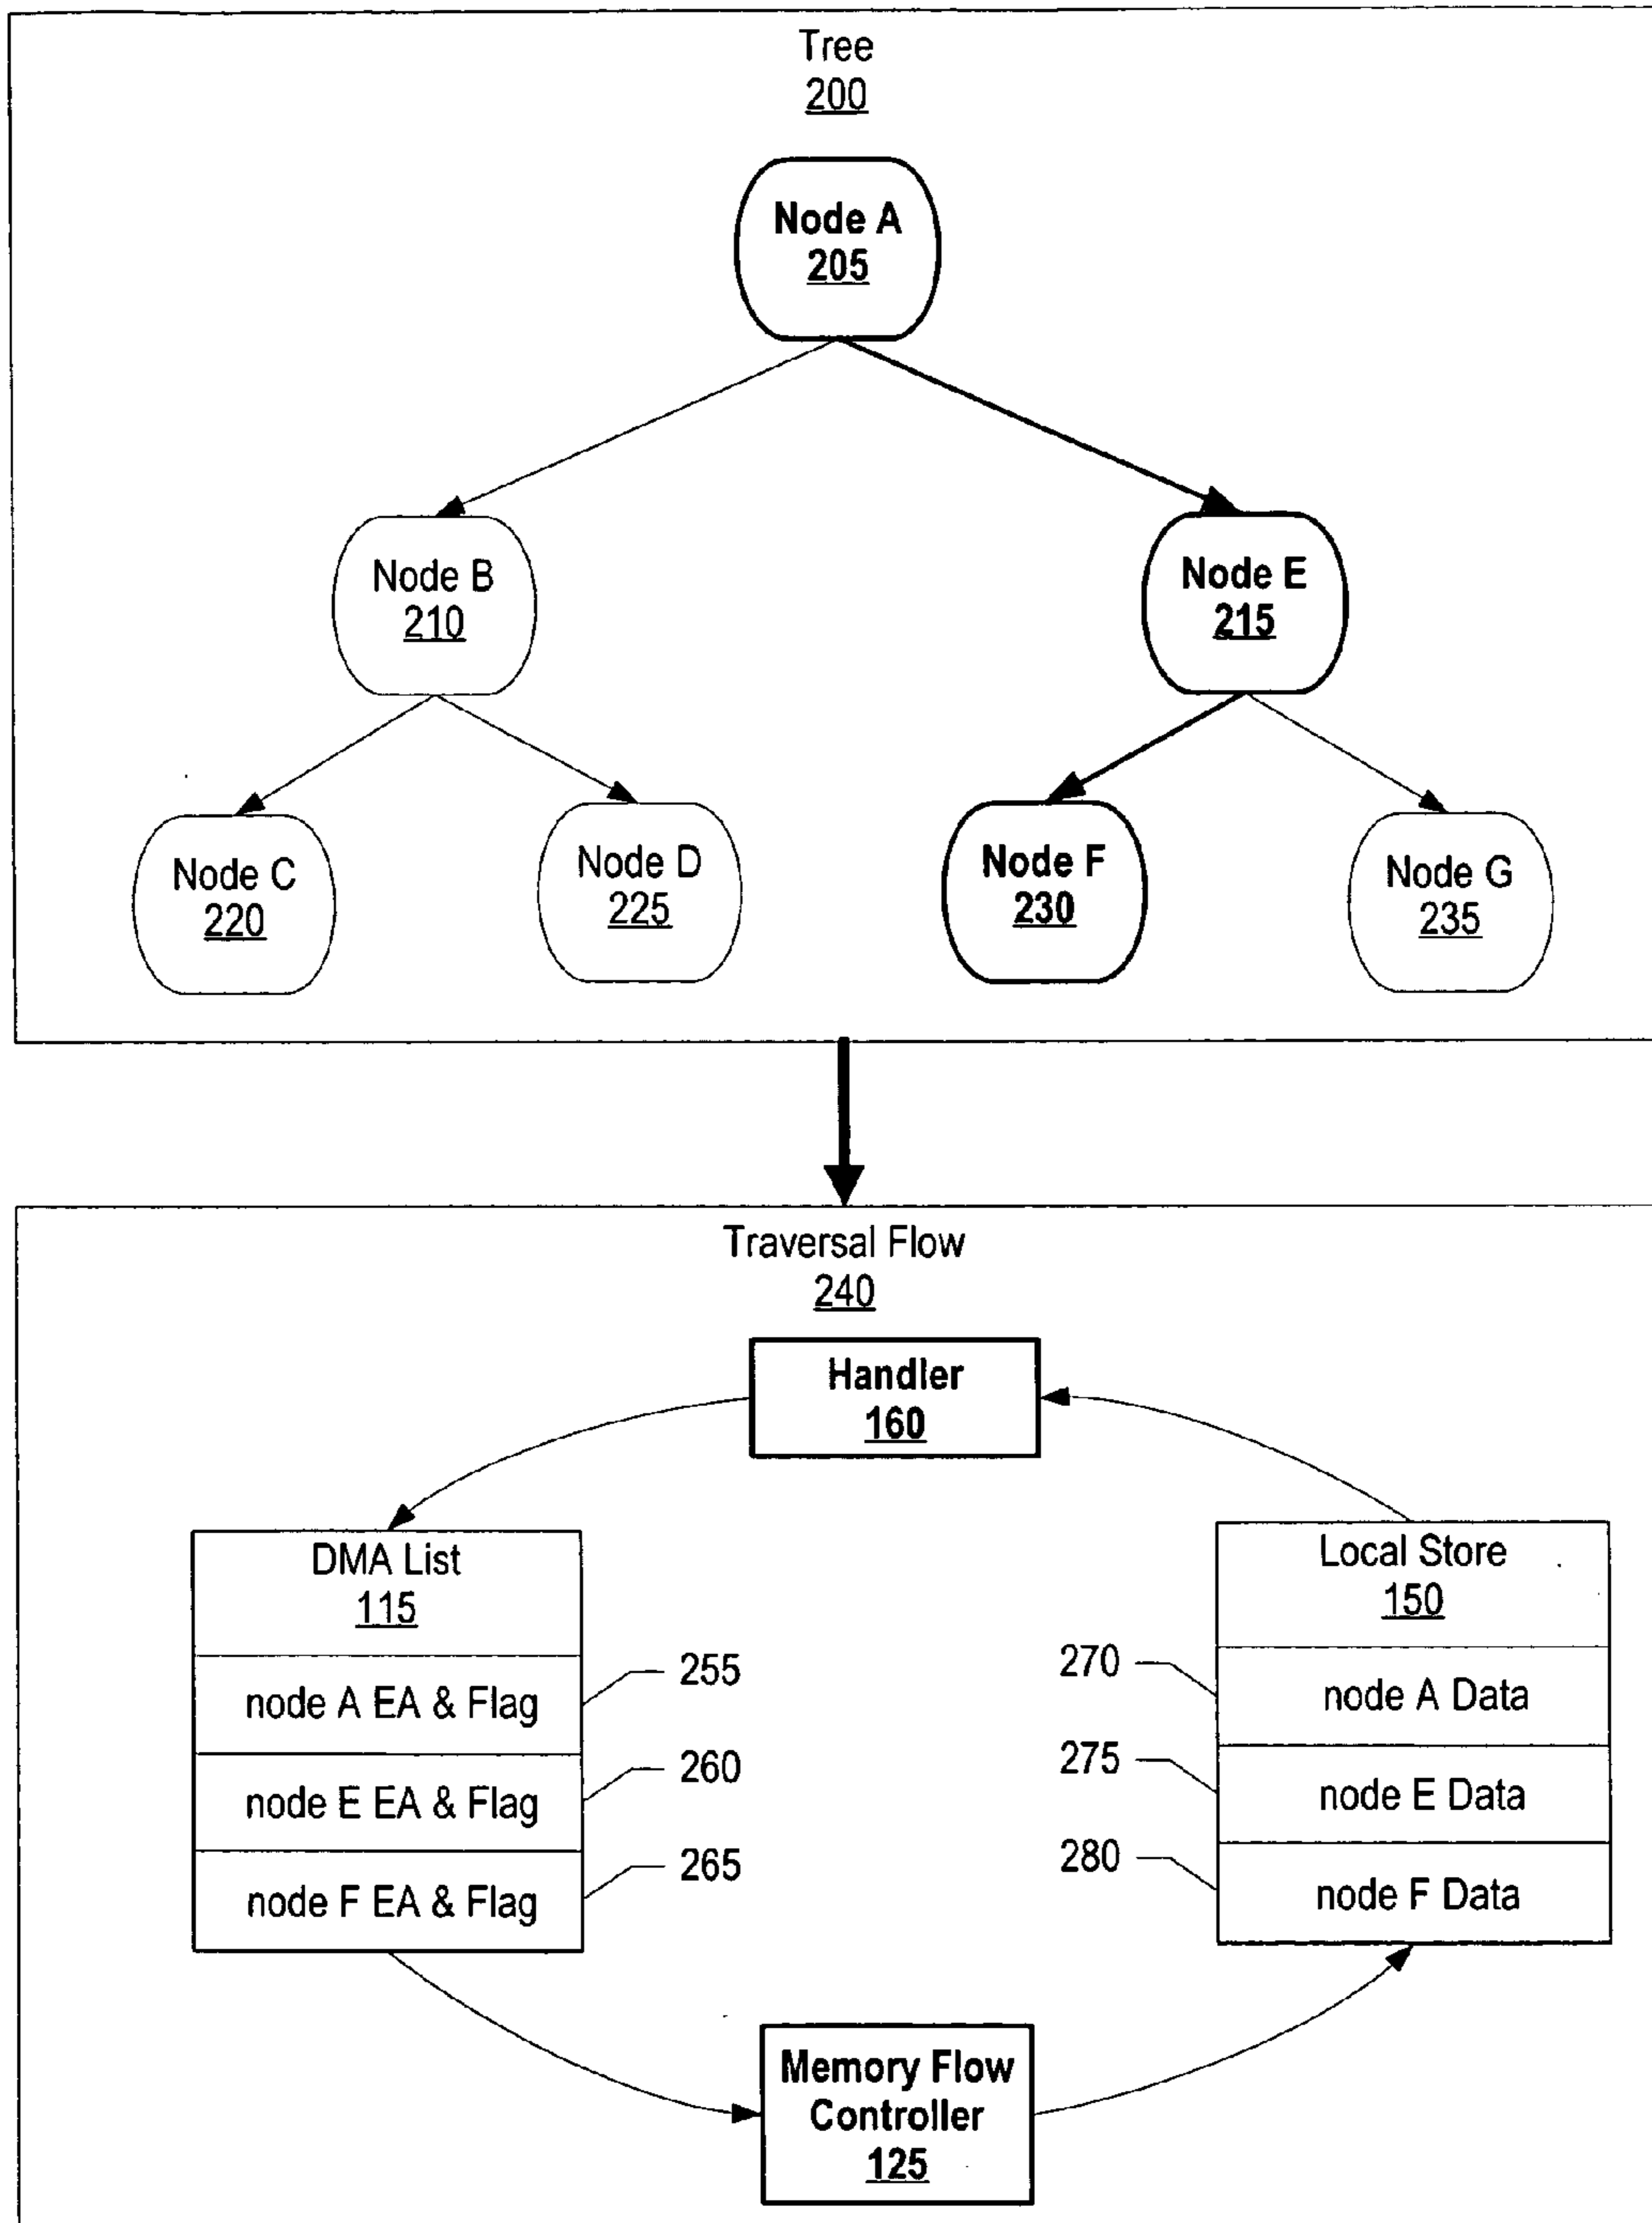 Tree
200
Node A
205
Node B
210
Node E
215
Node C
220
Node D
225
Node F
230
Node G
235
Traversal Flow
240
Handler
160
DMA List
115
node A EA & Flag
255
node E EA & Flag
260
node F EA & Flag
265
Local Store
150
270
node A Data
275
node E Data
280
node F Data
Memory Flow
Controller
125